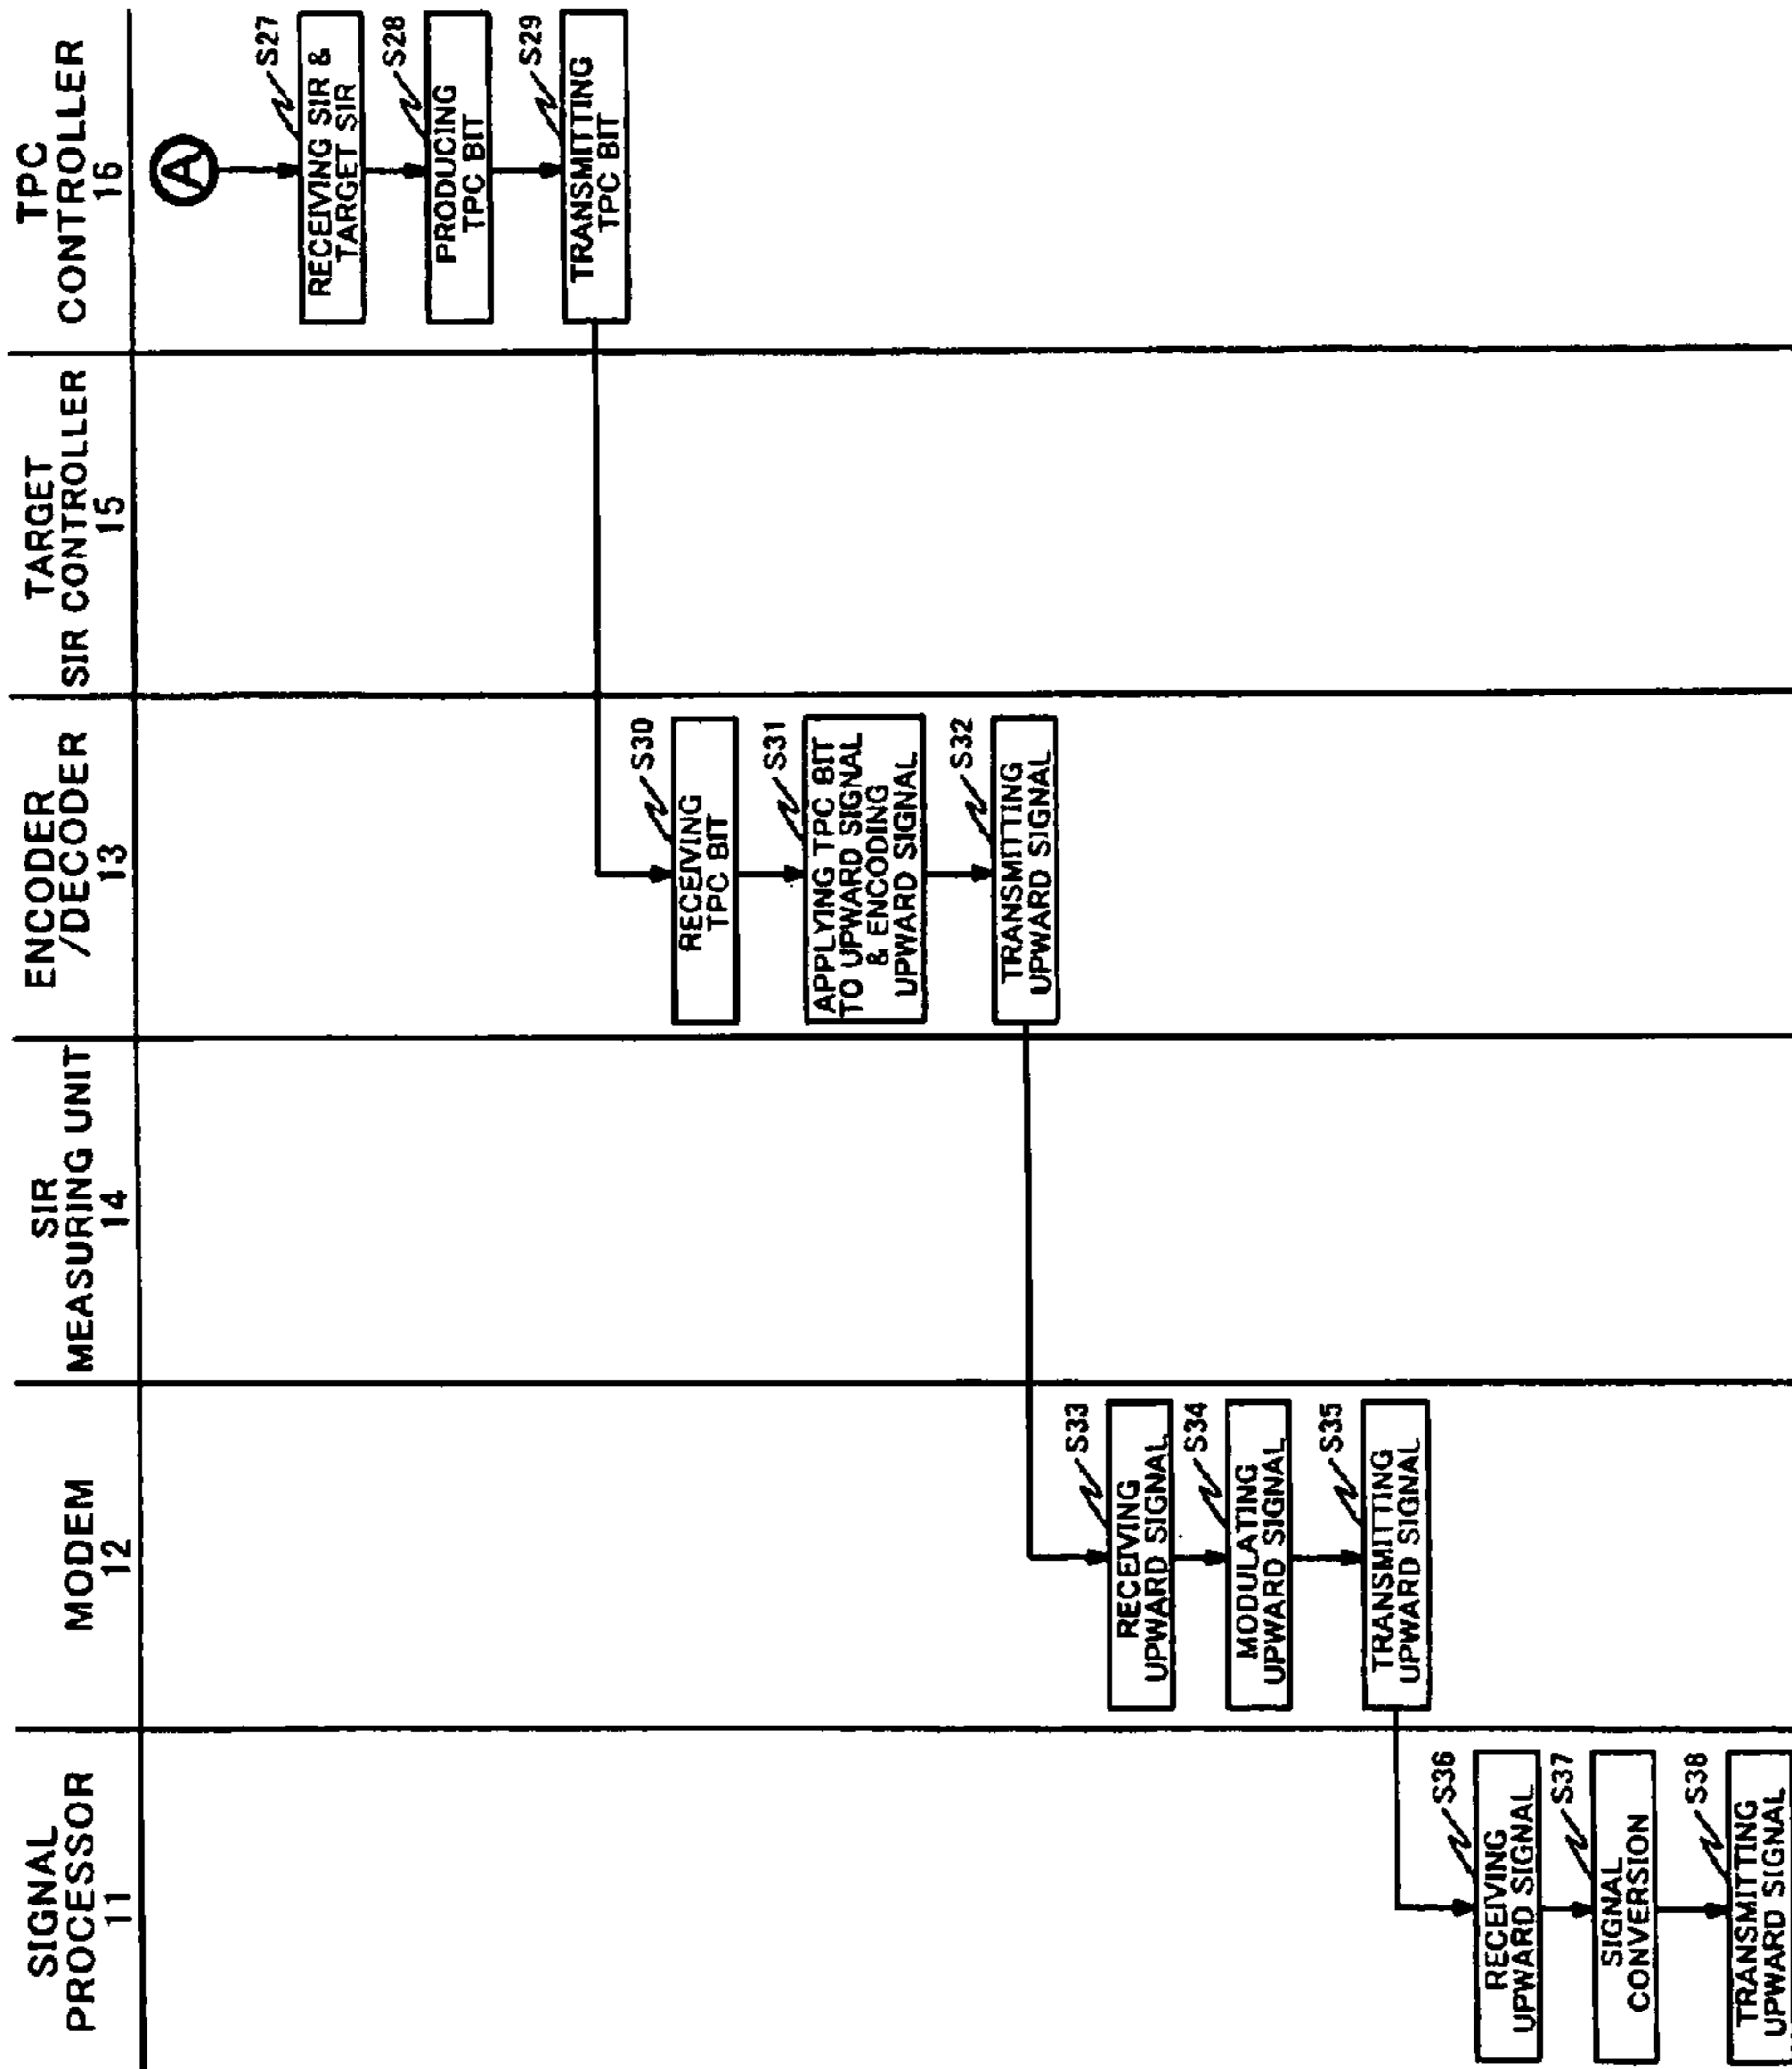 SIGNAL
PROCESSOR
11
MODEM
12
SIR
MEASURING UNIT
14
ENCODER
/DECODER
13
TARGET
SIR CONTROLLER
15
TPC
CONTROLLER
16
A
S27
RECEIVING SIR &
TARGET SIR
S28
PRODUCING
TPC BIT
S29
TRANSMITTING
TPC BIT
S30
RECEIVING
TPC BIT
S31
APPLYING TPC BIT
TO UPWARD SIGNAL
& ENCODING
UPWARD SIGNAL
S32
TRANSMITTING
UPWARD SIGNAL
S33
RECEIVING
UPWARD SIGNAL
S34
MODULATING
UPWARD SIGNAL
S35
TRANSMITTING
UPWARD SIGNAL
S36
RECEIVING
UPWARD SIGNAL
S37
SIGNAL
CONVERSION
S38
TRANSMITTING
UPWARD SIGNAL